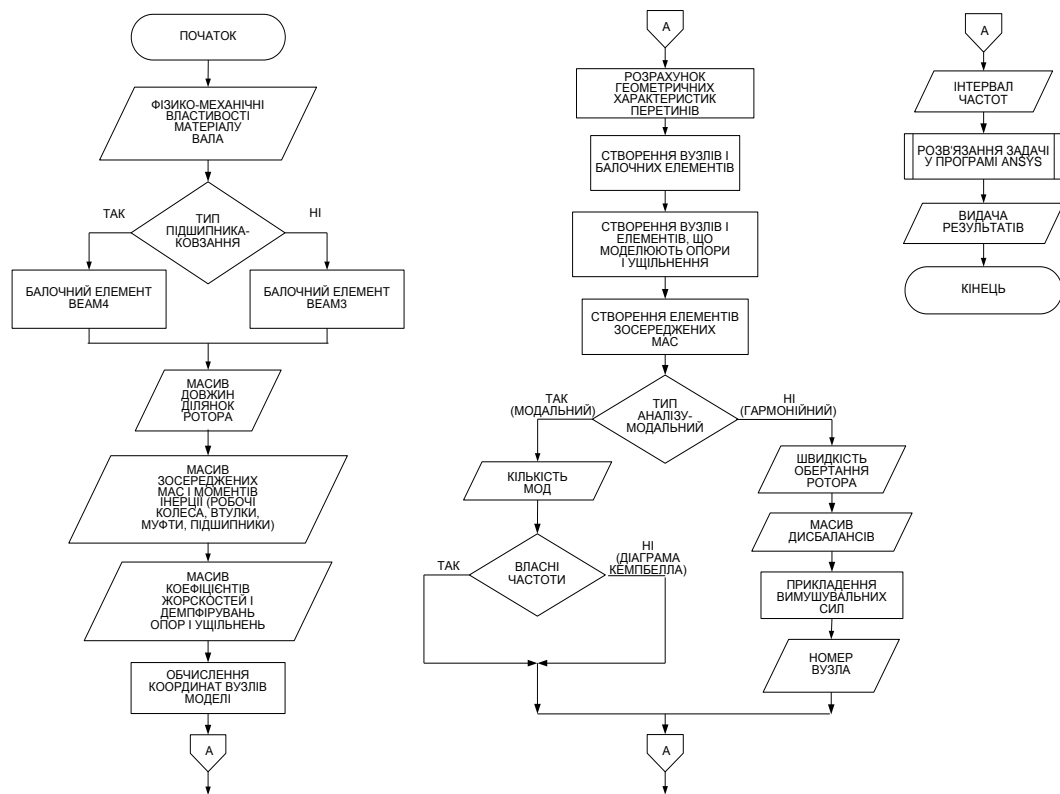 ПОЧАТОК
ФІЗИКО-МЕХАНІЧНІ
ВЛАСТИВОСТІ
МАТЕРІАЛУ
ВАЛА
ТАК
ТИП
ПІДШИПНИКА-
КОВЗАННЯ
НІ
БАЛОЧНИЙ ЕЛЕМЕНТ
BEAM4
БАЛОЧНИЙ ЕЛЕМЕНТ
BEAM3
МАСИВ
ДОВЖИН
ДІЛЯНОК
РОТОРА
МАСИВ
ЗОСЕРЕДЖЕНИХ
МАС І МОМЕНТІВ
ІНЕРЦІЇ (РОБОЧІ
КОЛЕСА, ВТУЛКИ,
МУФТИ, ПІДШИПНИКИ)
МАСИВ
КОЕФІЦІЄНТІВ
ЖОРСКОСТЕЙ І
ДЕМПФІРУВАНЬ
ОПОР І УЩІЛЬНЕНЬ
ОБЧИСЛЕННЯ
КООРДИНАТ ВУЗЛІВ
МОДЕЛІ
А
А
РОЗРАХУНОК
ГЕОМЕТРИЧНИХ
ХАРАКТЕРИСТИК
ПЕРЕТИНІВ
СТВОРЕННЯ ВУЗЛІВ І
БАЛОЧНИХ ЕЛЕМЕНТІВ
СТВОРЕННЯ ВУЗЛІВ І
ЕЛЕМЕНТІВ, ЩО
МОДЕЛЮЮТЬ ОПОРИ
І УЩІЛЬНЕННЯ
СТВОРЕННЯ ЕЛЕМЕНТІВ
ЗОСЕРЕДЖЕНИХ
МАС
ТАК
(МОДАЛЬНИЙ)
ТИП
АНАЛІЗУ-
МОДАЛЬНИЙ
НІ
(ГАРМОНІЙНИЙ)
КІЛЬКІСТЬ
МОД
ТАК
ВЛАСНІ
ЧАСТОТИ
НІ
(ДІАГРАМА
КЕМПБЕЛЛА)
ШВИДКІСТЬ
ОБЕРТАННЯ
РОТОРА
МАСИВ
ДИСБАЛАНСІВ
ПРИКЛАДЕННЯ
ВИМУШУВАЛЬНИХ
СИЛ
НОМЕР
ВУЗЛА
А
А
ІНТЕРВАЛ
ЧАСТОТ
РОЗВ'ЯЗАННЯ ЗАДАЧІ
У ПРОГРАМІ ANSYS
ВИДАЧА
РЕЗУЛЬТАТІВ
КІНЕЦЬ